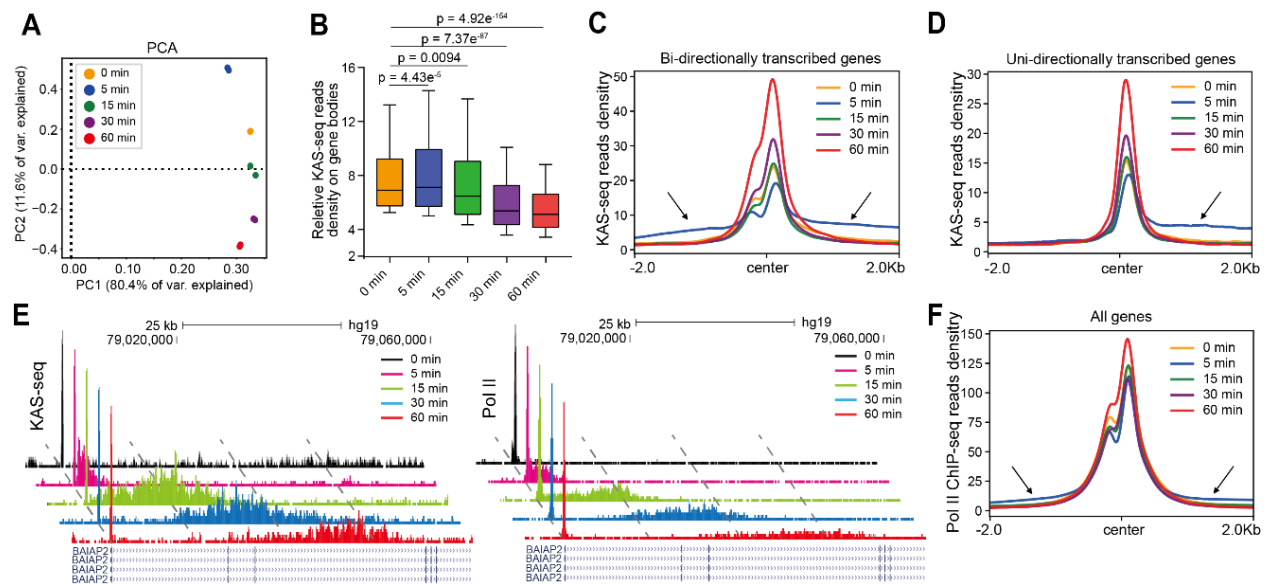 A
PCA
0 min
5 min
15 min
30 min
60 min
0.4
0.2
0.0
−0.2
−0.4
PC2 (11.6% of var. explained)
0.00
0.10
0.20
0.30
PC1 (80.4% of var. explained)
B
p = 4.92e-164
p = 7.37e-87
p = 0.0094
p = 4.43e-5
16
12
8
4
2
Reletive KAS-seq reads
density on gene bodies
0 min
5 min
15 min
30 min
60 min
C
Bi-directionally transcribed genes
0 min
5 min
15 min
30 min
60 min
50
40
30
20
10
0
KAS-seq reads densitry
-2.0
center
2.0Kb
D
Uni-directionally transcribed genes
0 min
5 min
15 min
30 min
60 min
30
25
20
15
10
5
0
KAS-seq reads densitry
-2.0
center
2.0Kb
E
25 kb
hg19
79,020,000
79,060,000
KAS-seq
0 min
5 min
15 min
30 min
60 min
BAIAP2
BAIAP2
BAIAP2
BAIAP2
25 kb
hg19
79,020,000
79,060,000
Pol II
0 min
5 min
15 min
30 min
60 min
BAIAP2
BAIAP2
BAIAP2
BAIAP2
F
All genes
0 min
5 min
15 min
30 min
60 min
150
125
100
75
50
25
0
Pol II ChIP-seq reads densitry
-2.0
center
2.0 Kb